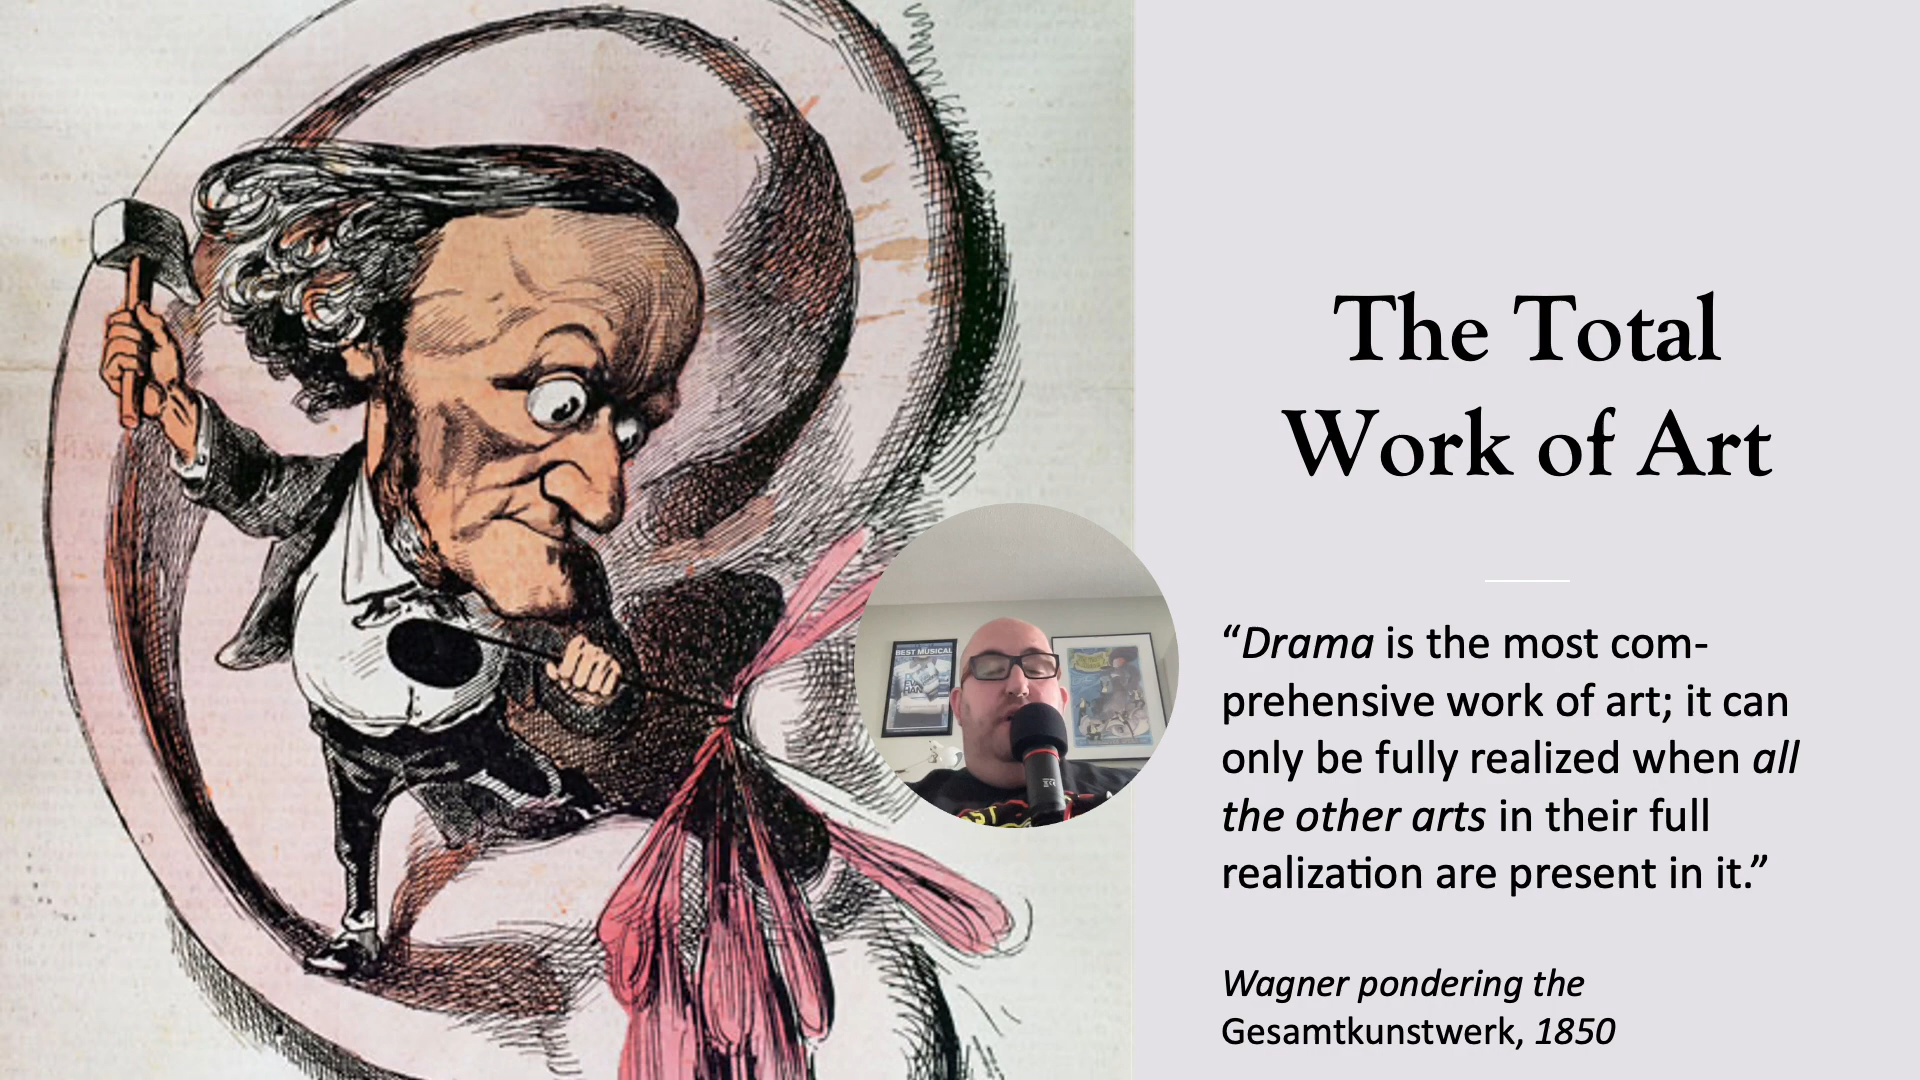 The Total
Work of Art
“Drama is the most com-
prehensive work of art; it can
only be fully realized when all
the other arts in their full
realization are present in it.”
Wagner pondering the
Gesamtkunstwerk, 1850
BEST MUSICAL